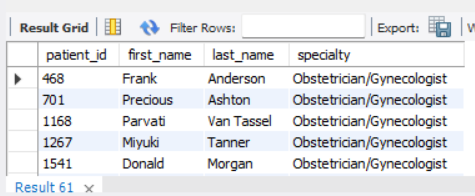 Result Grid Filter Rows: Export: W
patient_id first_name last_name specialty
468 Frank Anderson Obstetrician/Gynecologist
701 Precious Ashton Obstetrician/Gynecologist
1168 Parvati Van Tassel Obstetrician/Gynecologist
1267 Miyuki Tanner Obstetrician/Gynecologist
1541 Donald Morgan Obstetrician/Gynecologist
Result 61 ×